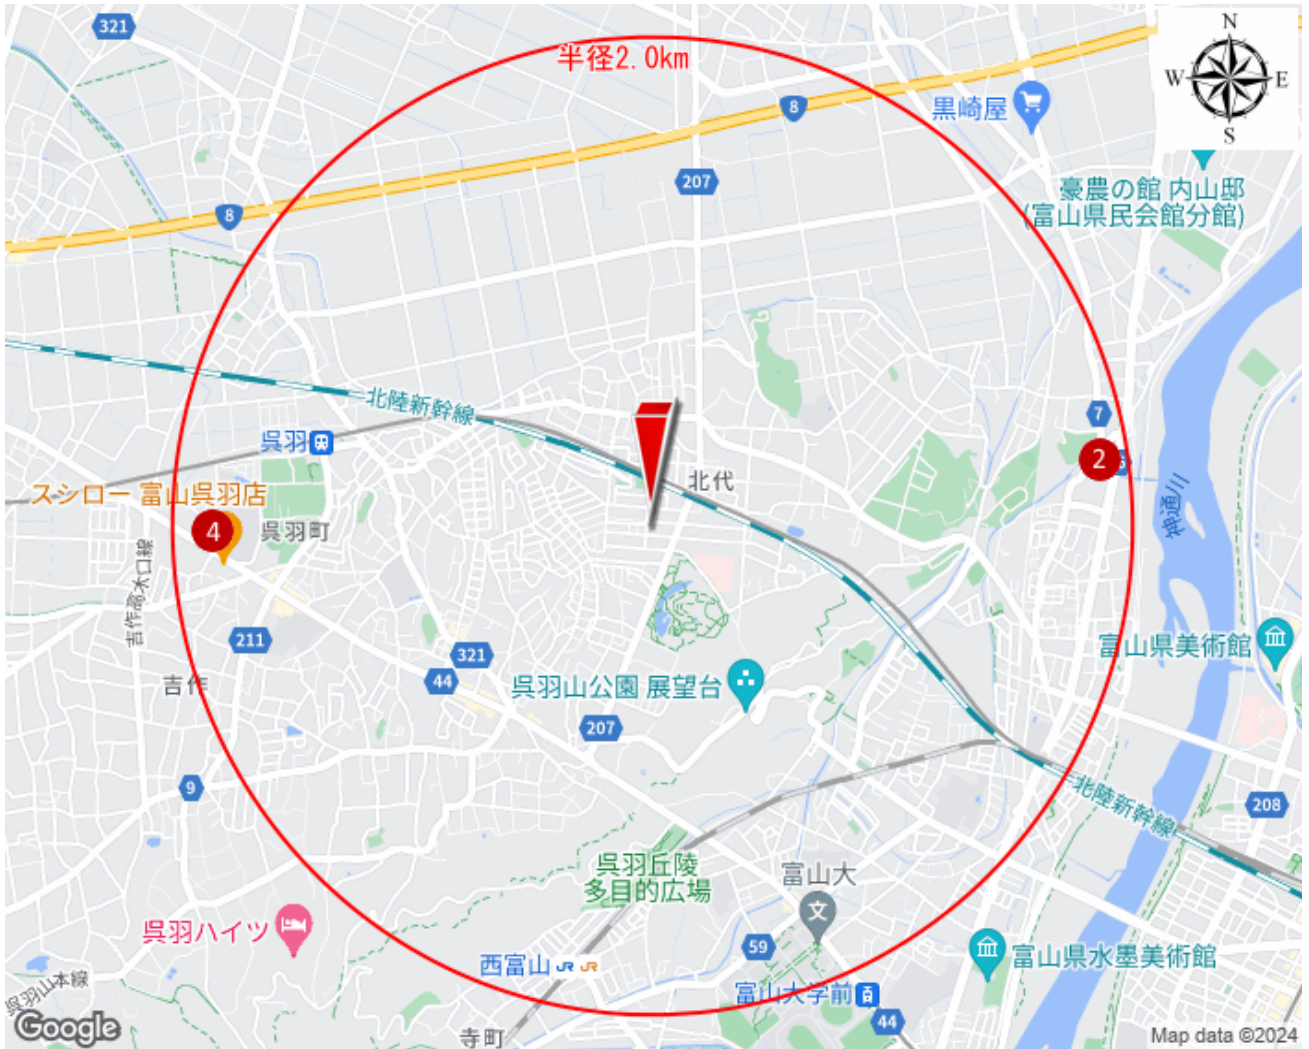 321
半径2.0km
N
W
E
S
8
黒崎屋
207
豪農の館 内山邸
(富山県民会館分館)
8
北陸新幹線
7
呉羽
2
北代
スシロー 富山呉羽店
4
呉羽町
神通川
吉作高木口線
211
321
富山県美術館
44
吉作
呉羽山公園 展望台
207
9
北陸新幹線
208
呉羽丘陵
多目的広場
富山大
文
呉羽ハイツ
59
西富山 JR JR
富山県水墨美術館
呉羽山本線
富山大学前
44
寺町
Google
Map data ©2024